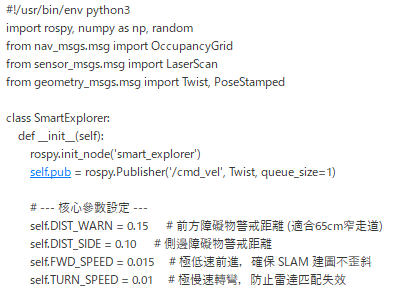 #!/usr/bin/env python3
import rospy, numpy as np, random
from nav_msgs.msg import OccupancyGrid
from sensor_msgs.msg import LaserScan
from geometry_msgs.msg import Twist, PoseStamped

class SmartExplorer:
    def __init__(self):
        rospy.init_node('smart_explorer')
        self.pub = rospy.Publisher('/cmd_vel', Twist, queue_size=1)

        # --- 核心參數設定 ---
        self.DIST_WARN = 0.15      # 前方障礙物警戒距離 (適合65cm窄走道)
        self.DIST_SIDE = 0.10      # 側邊障礙物警戒距離
        self.FWD_SPEED = 0.015    # 極低速前進，確保 SLAM 建圖不歪斜
        self.TURN_SPEED = 0.01    # 極慢速轉彎，防止雷達匹配失效